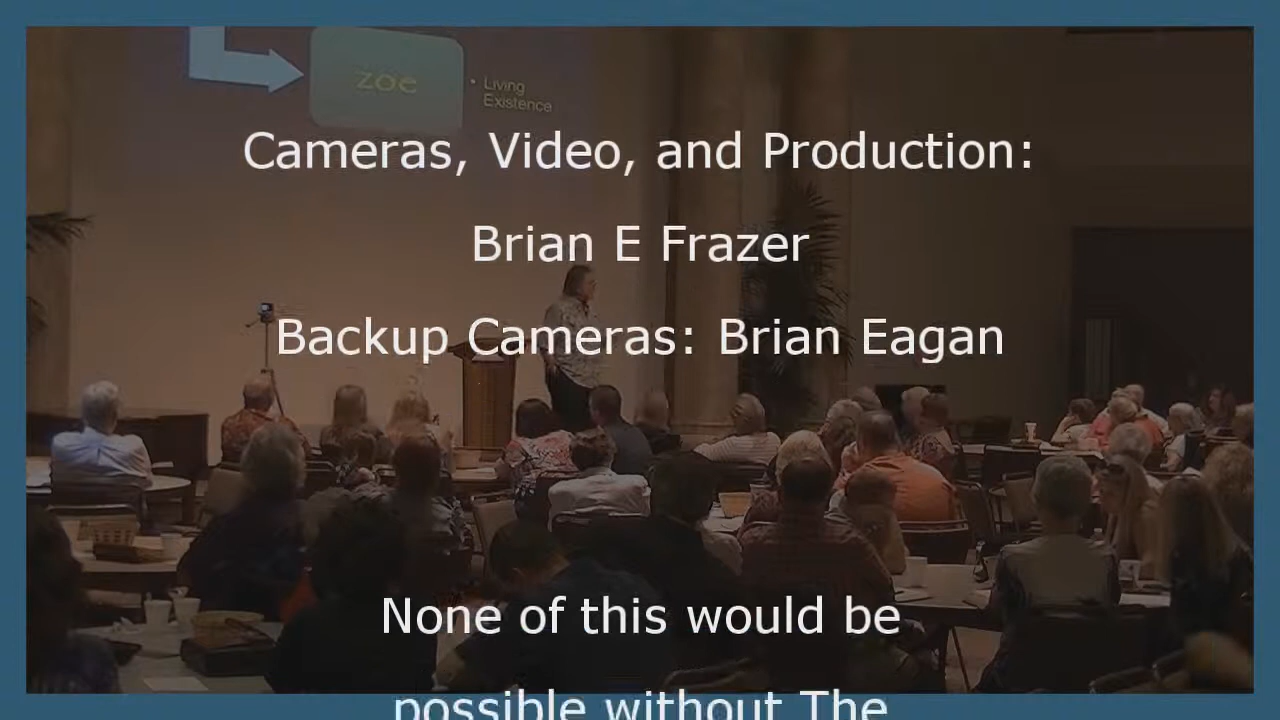 zoe
• Living
Existence
Cameras, Video, and Production:
Brian E Frazer
Backup Cameras: Brian Eagan
None of this would be
possible without The